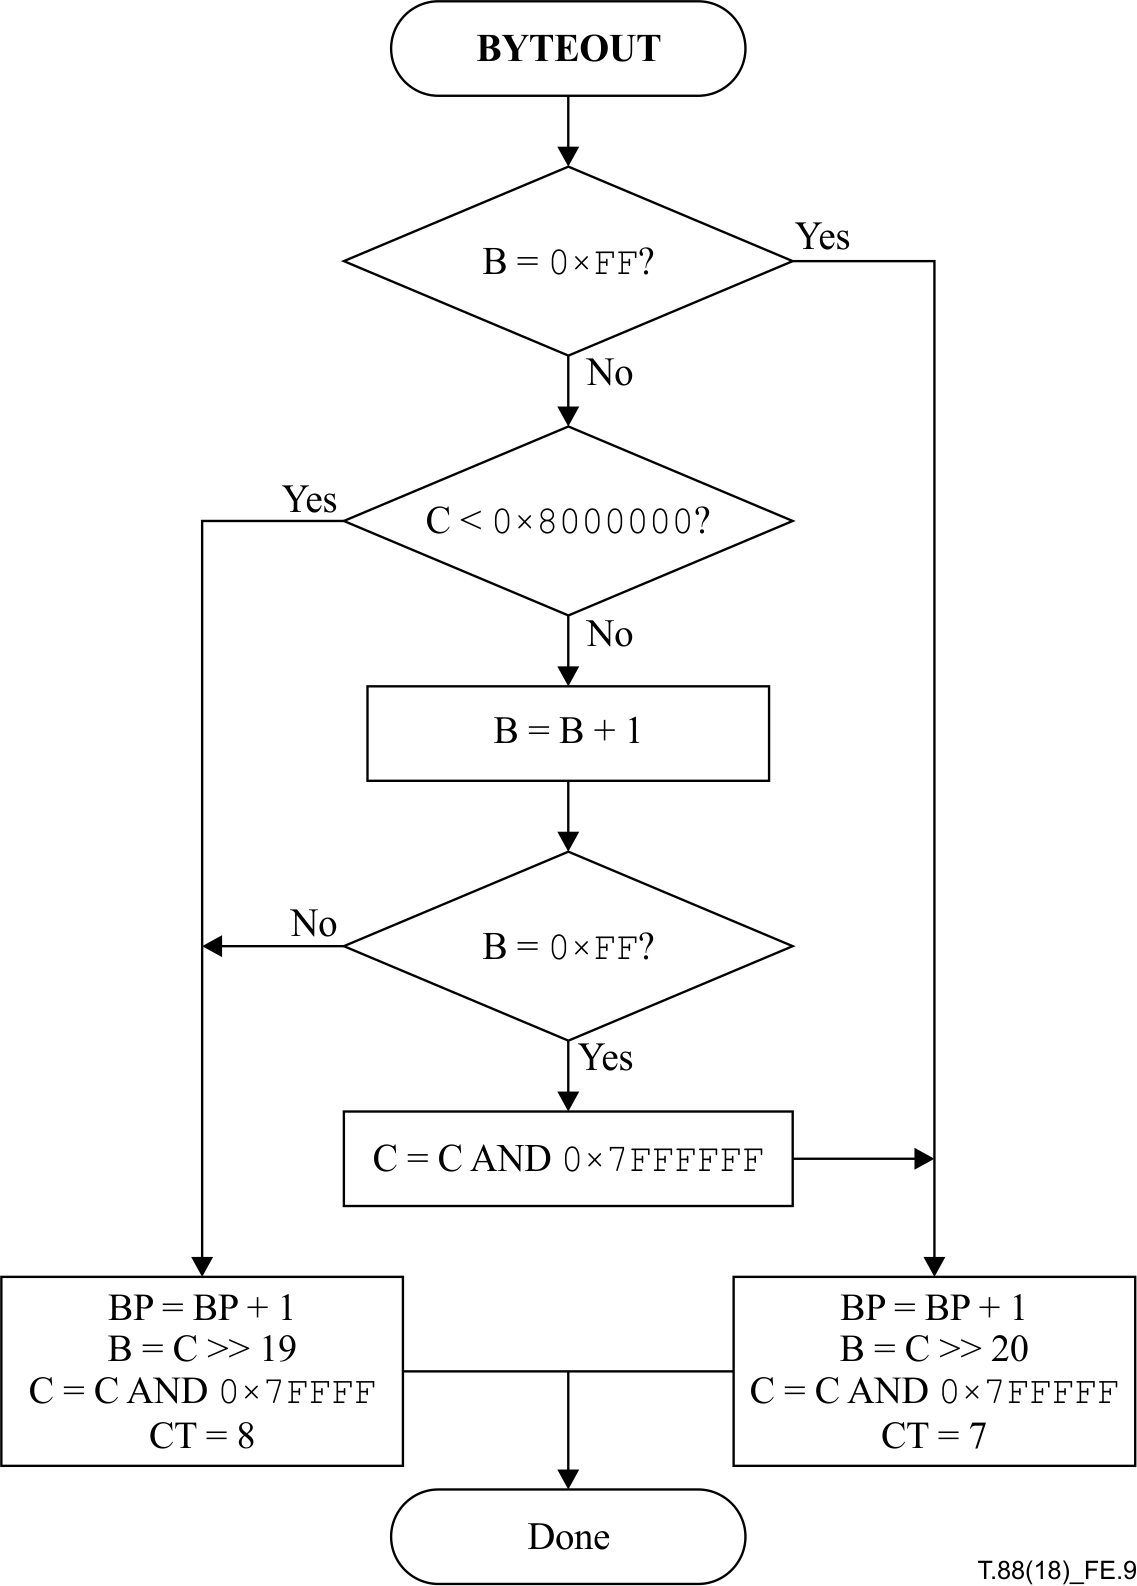 BYTEOUT
B = 0×FF?
Yes
No
C < 0×8000000?
Yes
No
B = B + 1
B = 0×FF?
No
Yes
C = C AND 0×7FFFFFF
BP = BP + 1
B = C >> 19
C = C AND 0×7FFFF
CT = 8
BP = BP + 1
B = C >> 20
C = C AND 0×7FFFFF
CT = 7
Done
T.88(18)_FE.9